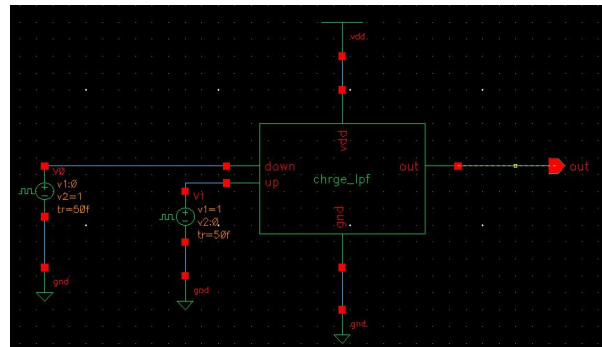 vdd
vdd
down
out
up
chrge_lpf
gnd
V0
v1:0
v2=1
tr=50f
V1
v1=1
v2:0
tr=50f
out
gnd
gnd
gnd